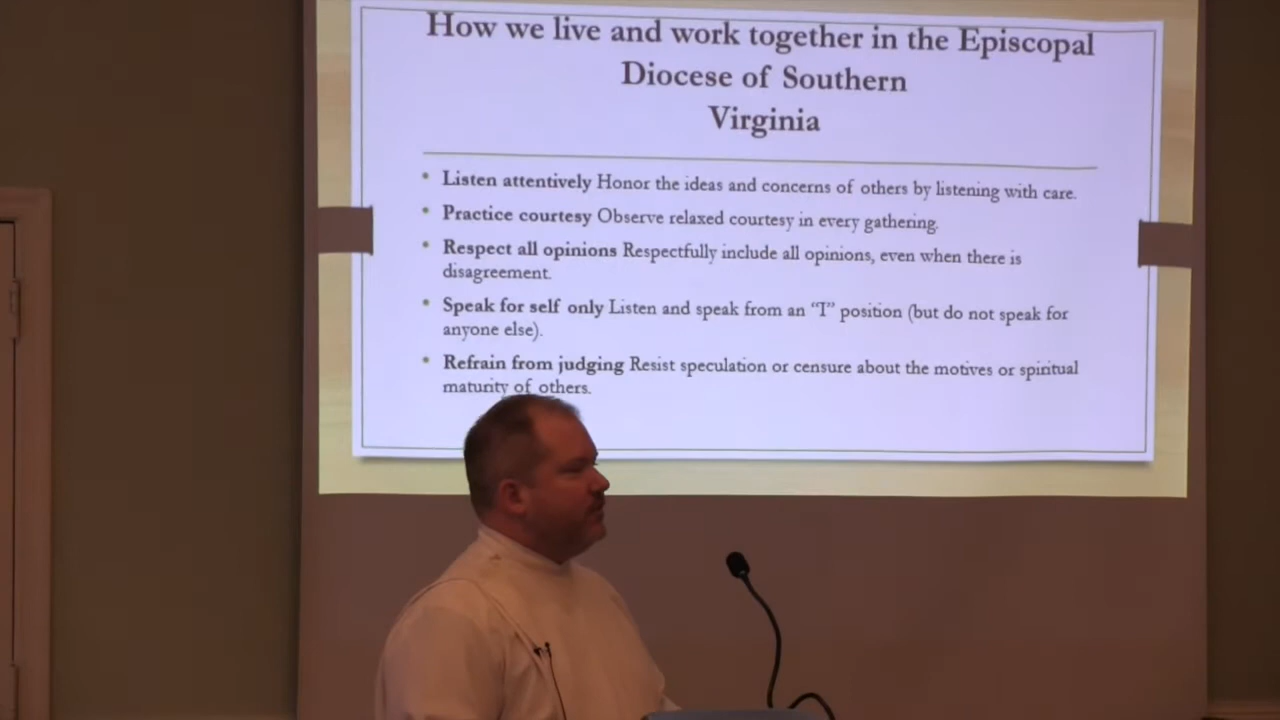 How we live and work together in the Episcopal
Diocese of Southern
Virginia
• Listen attentively Honor the ideas and concerns of others by listening with care.
• Practice courtesy Observe relaxed courtesy in every gathering.
• Respect all opinions Respectfully include all opinions, even when there is
disagreement.
• Speak for self only Listen and speak from an “I” position (but do not speak for
anyone else).
• Refrain from judging Resist speculation or censure about the motives or spiritual
maturity of others.